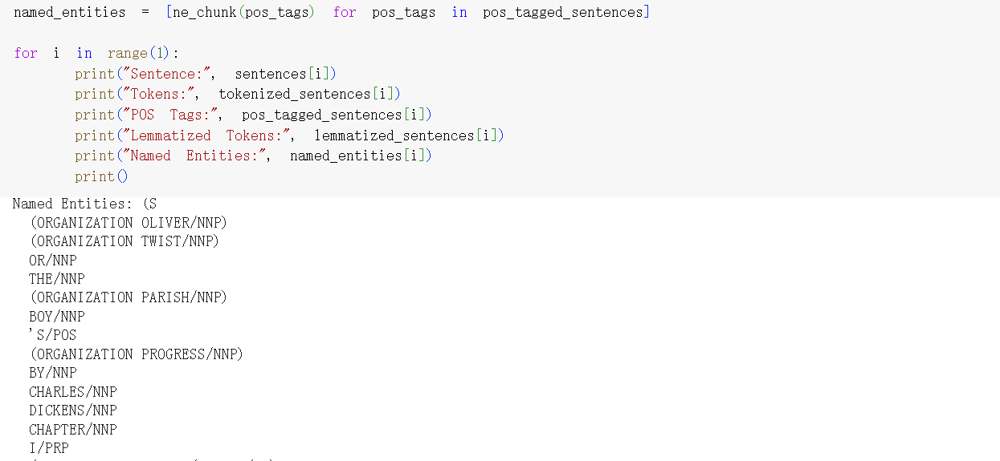 named_entities = [ne_chunk(pos_tags) for pos_tags in pos_tagged_sentences]
for i in range(1):
print("Sentence:", sentences[i])
print("Tokens:", tokenized_sentences[i])
print("POS Tags:", pos_tagged_sentences[i])
print("Lemmatized Tokens:", lemmatized_sentences[i])
print("Named Entities:", named_entities[i])
print()
Named Entities: (S
(ORGANIZATION OLIVER/NNP)
(ORGANIZATION TWIST/NNP)
OR/NNP
THE/NNP
(ORGANIZATION PARISH/NNP)
BOY/NNP
'S/POS
(ORGANIZATION PROGRESS/NNP)
BY/NNP
CHARLES/NNP
DICKENS/NNP
CHAPTER/NNP
I/PRP